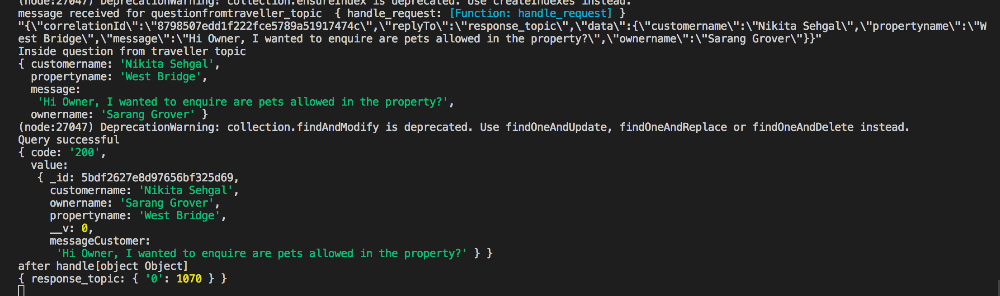 (node:27047) DeprecationWarning: collection.ensureIndex is deprecated. Use createIndexes instead.
message received for questionfromtraveller_topic  { handle_request: [Function: handle_request] }
"{\"correlationId\":\"8798507edd1f222fce5789a51917474c\",\"replyTo\":\"response_topic\",\"data\":{\"customername\":\"Nikita Sehgal\",\"propertyname\":\"W
est Bridge\",\"message\":\"Hi Owner, I wanted to enquire are pets allowed in the property?\",\"ownername\":\"Sarang Grover\"}}"
Inside question from traveller topic
{ customername: 'Nikita Sehgal',
  propertyname: 'West Bridge',
  message:
   'Hi Owner, I wanted to enquire are pets allowed in the property?',
  ownername: 'Sarang Grover' }
(node:27047) DeprecationWarning: collection.findAndModify is deprecated. Use findOneAndUpdate, findOneAndReplace or findOneAndDelete instead.
Query successful
{ code: '200',
  value:
   { _id: 5bdf2627e8d97656bf325d69,
     customername: 'Nikita Sehgal',
     ownername: 'Sarang Grover',
     propertyname: 'West Bridge',
     __v: 0,
     messageCustomer:
      'Hi Owner, I wanted to enquire are pets allowed in the property?' } }
after handle[object Object]
{ response_topic: { '0': 1070 } }